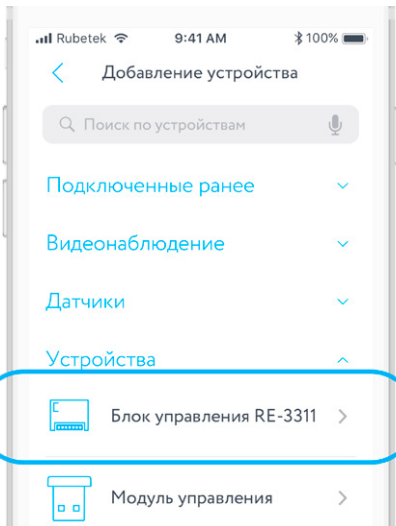 Rubetek 9:41 AM 100%
Добавление устройства
Поиск по устройствам
Подключенные ранее
Видеонаблюдение
Датчики
Устройства
Блок управления RE-3311
Модуль управления